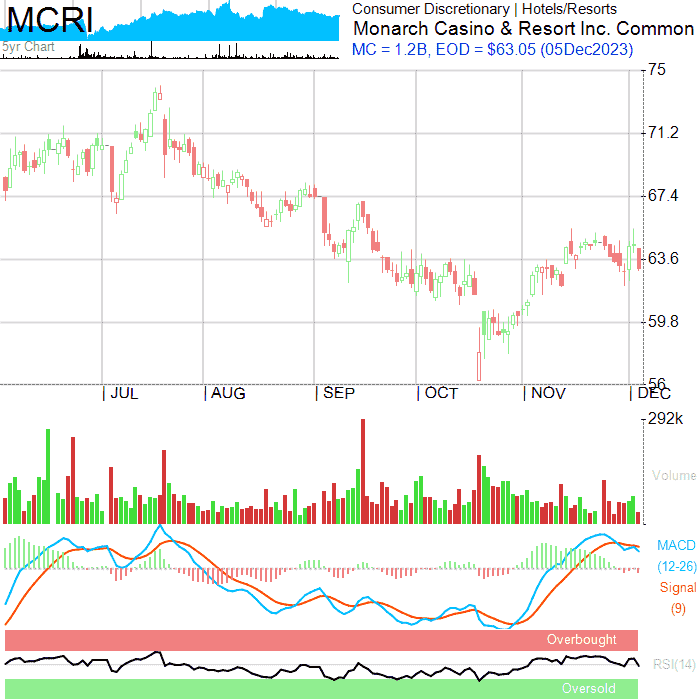 MCRI
5yr Chart
Consumer Discretionary | Hotels/Resorts
Monarch Casino & Resort Inc. Common
MC = 1.2B, EOD = $63.05 (05Dec2023)
75
71.2
67.4
63.6
59.8
56
| JUL | AUG | SEP | OCT | NOV | DEC
292k
Volume
MACD
(12-26)
Signal
(9)
Overbought
RSI(14)
Oversold